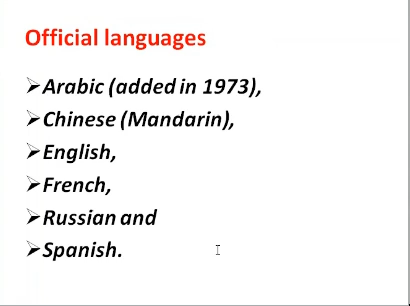 Official languages
➢Arabic (added in 1973),
➢Chinese (Mandarin),
➢English,
➢French,
➢Russian and
➢Spanish.